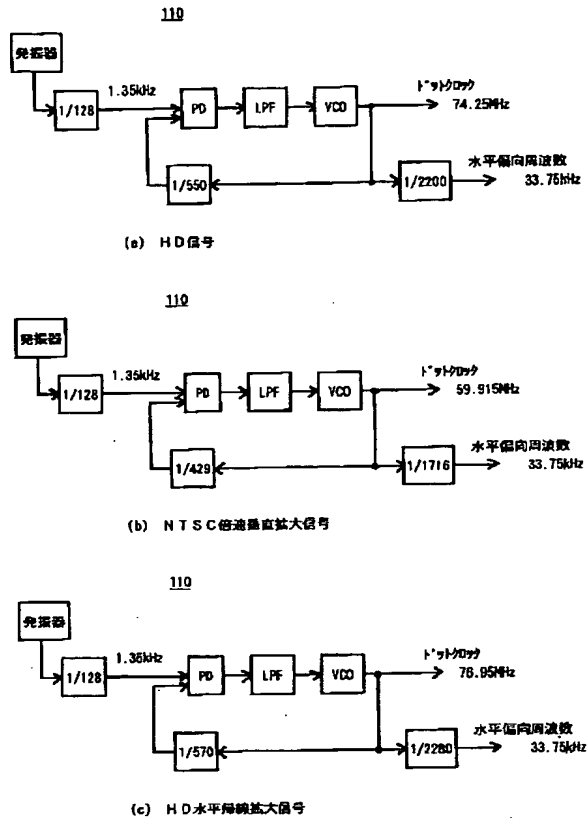 110
発振器
1/128
1.35kHz
PD
LPF
VCO
ドットクロック
74.25MHz
1/550
1/2200
水平偏向周波数
33.75kHz
(a) HD信号
110
発振器
1/128
1.35kHz
PD
LPF
VCO
ドットクロック
59.915MHz
1/429
1/1716
水平偏向周波数
33.75kHz
(b) NTSC倍速垂直拡大信号
110
発振器
1/128
1.35kHz
PD
LPF
VCO
ドットクロック
76.95MHz
1/570
1/2280
水平偏向周波数
33.75kHz
(c) HD水平帰線拡大信号